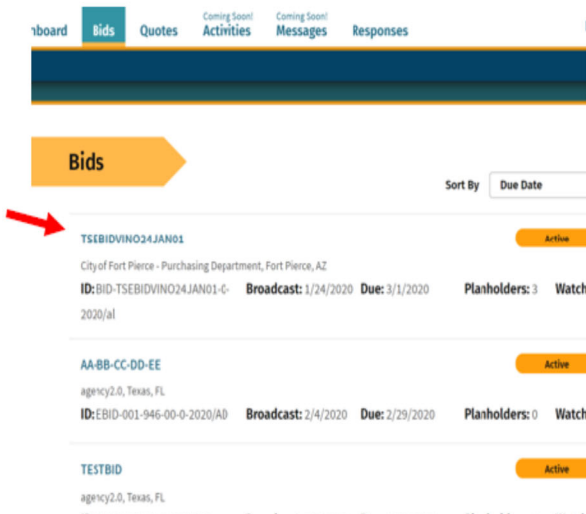 Bids
Quotes
Coming Soon!
Activities
Coming Soon!
Messages
Responses
Bids
Sort By Due Date
TSEBIDVINO24JAN01
Active
City of Fort Pierce - Purchasing Department, Fort Pierce, AZ
ID: BID-TSEBIDVINO24JAN01-0- Broadcast: 1/24/2020 Due: 3/1/2020 Planholders: 3 Watch
2020/al
AA-BB-CC-DD-EE
Active
agency2.0, Texas, FL
ID: EBID-001-946-00-0-2020/AD Broadcast: 2/4/2020 Due: 2/29/2020 Planholders: 0 Watch
TESTBID
Active
agency2.0, Texas, FL